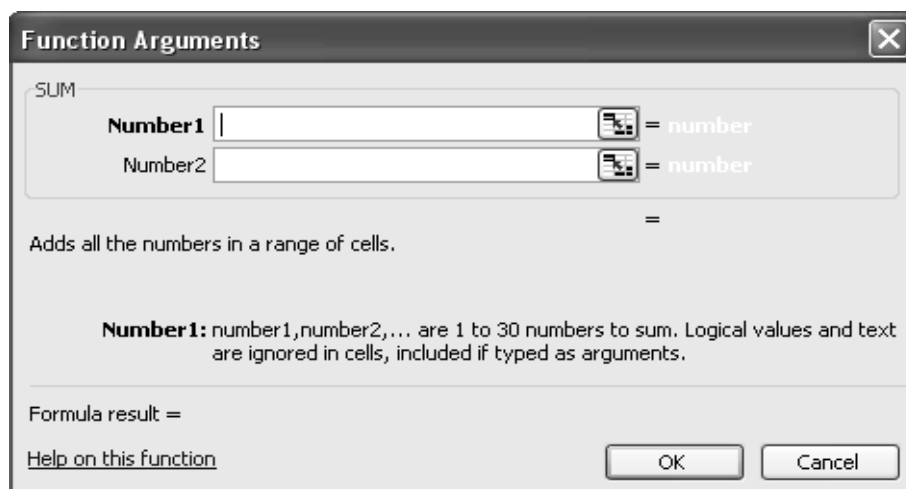 Function Arguments
SUM
Number1 = number
Number2 = number
=
Adds all the numbers in a range of cells.
Number1: number1,number2,... are 1 to 30 numbers to sum. Logical values and text
are ignored in cells, included if typed as arguments.
Formula result =
Help on this function OK Cancel